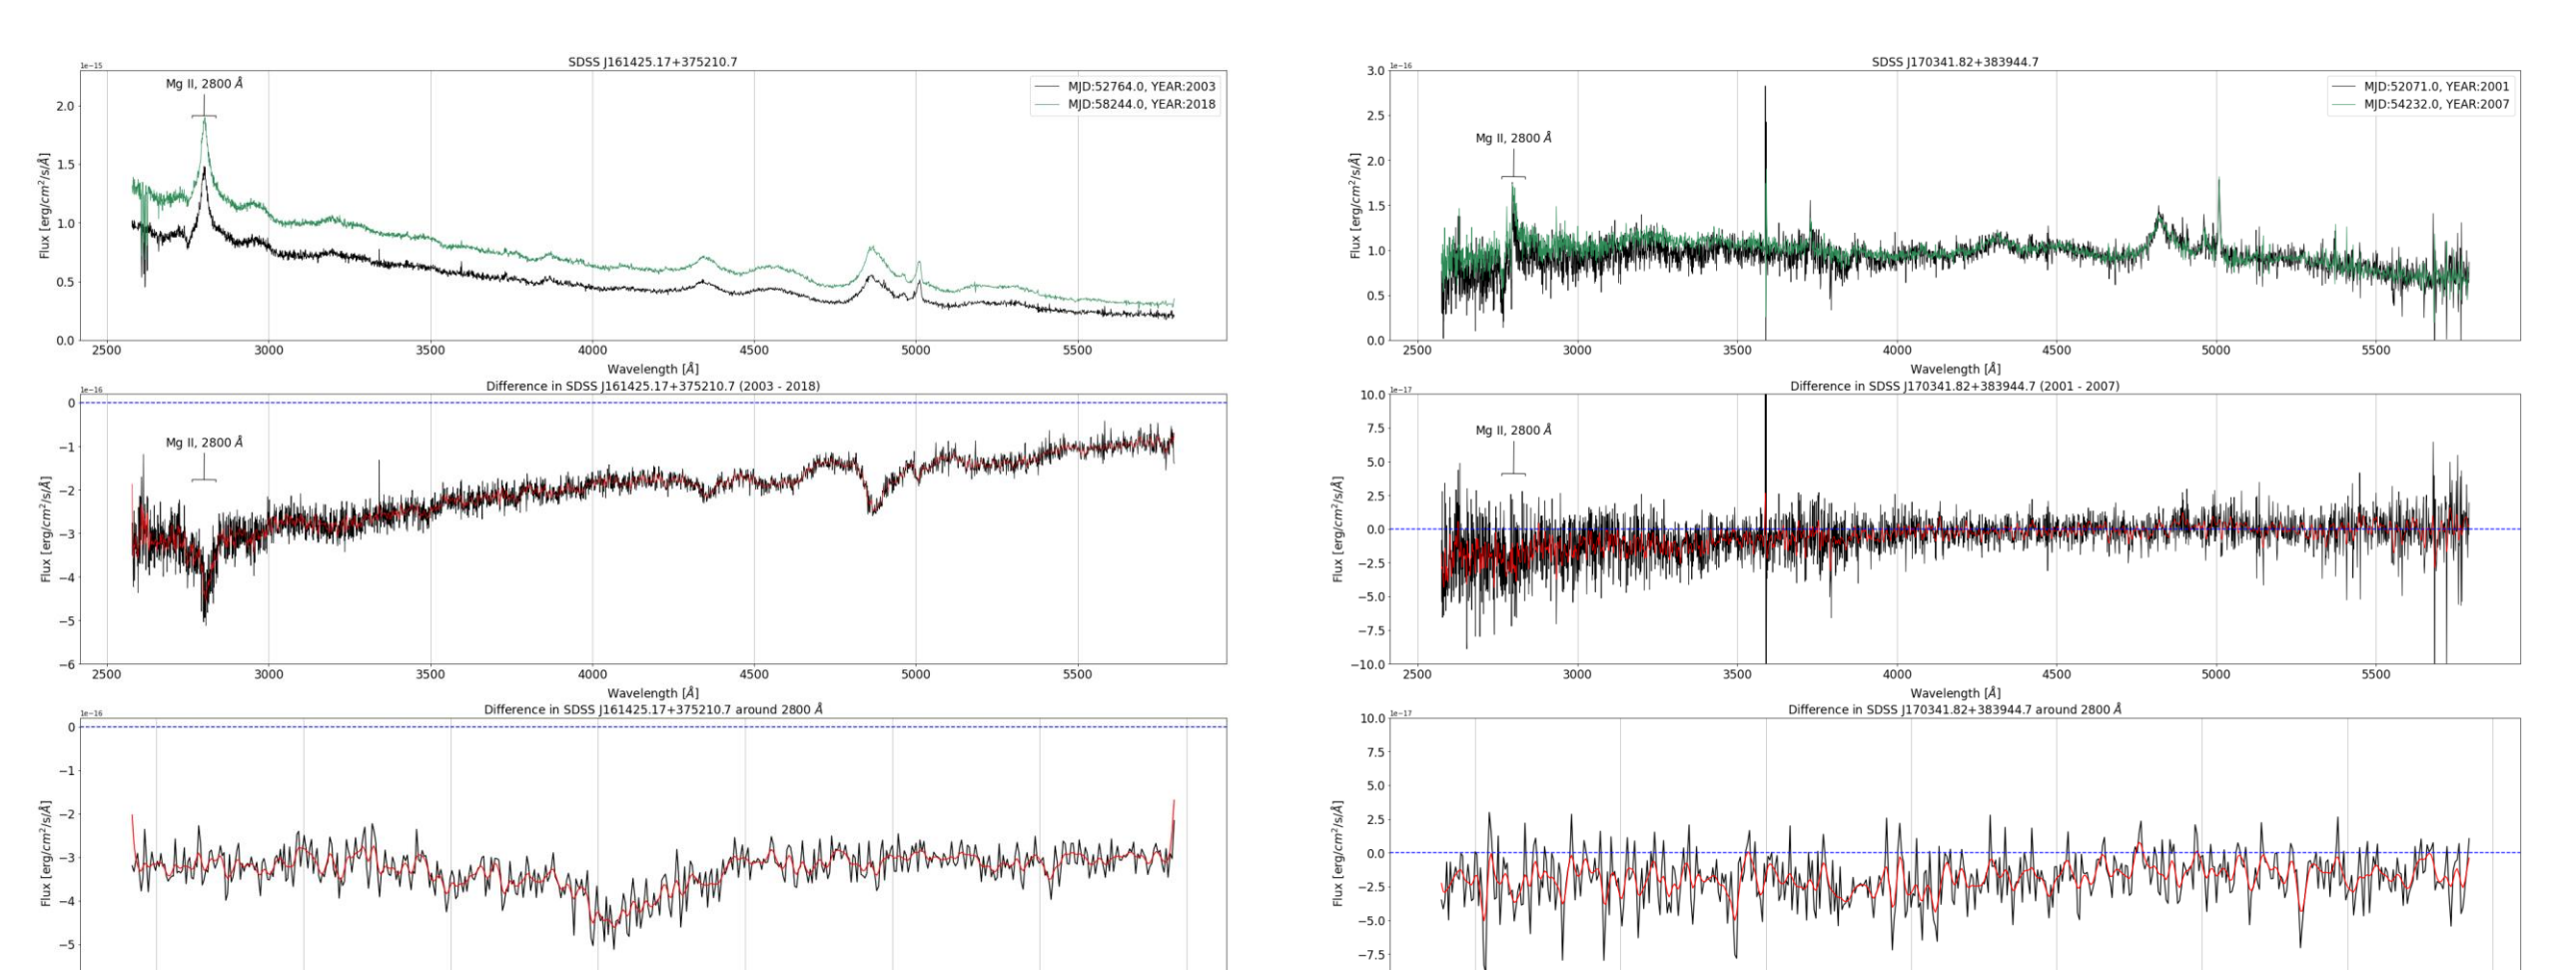 SDSS J161425.17+375210.7
1e−15
Mg II, 2800 Å
MJD:52764.0, YEAR:2003
MJD:58244.0, YEAR:2018
2.0
1.5
1.0
0.5
0.0
Flux [erg/cm²/s/Å]
2500 3000 3500 4000 4500 5000 5500
Wavelength [Å]
Difference in SDSS J161425.17+375210.7 (2003 - 2018)
1e−16
Mg II, 2800 Å
0
−1
−2
−3
−4
−5
−6
Flux [erg/cm²/s/Å]
2500 3000 3500 4000 4500 5000 5500
Wavelength [Å]
Difference in SDSS J161425.17+375210.7 around 2800 Å
1e−16
0
−1
−2
−3
−4
−5
Flux [erg/cm²/s/Å]
SDSS J170341.82+383944.7
1e−16
Mg II, 2800 Å
MJD:52071.0, YEAR:2001
MJD:54232.0, YEAR:2007
3.0
2.5
2.0
1.5
1.0
0.5
0.0
Flux [erg/cm²/s/Å]
2500 3000 3500 4000 4500 5000 5500
Wavelength [Å]
Difference in SDSS J170341.82+383944.7 (2001 - 2007)
1e−17
Mg II, 2800 Å
10.0
7.5
5.0
2.5
0.0
−2.5
−5.0
−7.5
−10.0
Flux [erg/cm²/s/Å]
2500 3000 3500 4000 4500 5000 5500
Wavelength [Å]
Difference in SDSS J170341.82+383944.7 around 2800 Å
1e−17
10.0
7.5
5.0
2.5
0.0
−2.5
−5.0
−7.5
Flux [erg/cm²/s/Å]